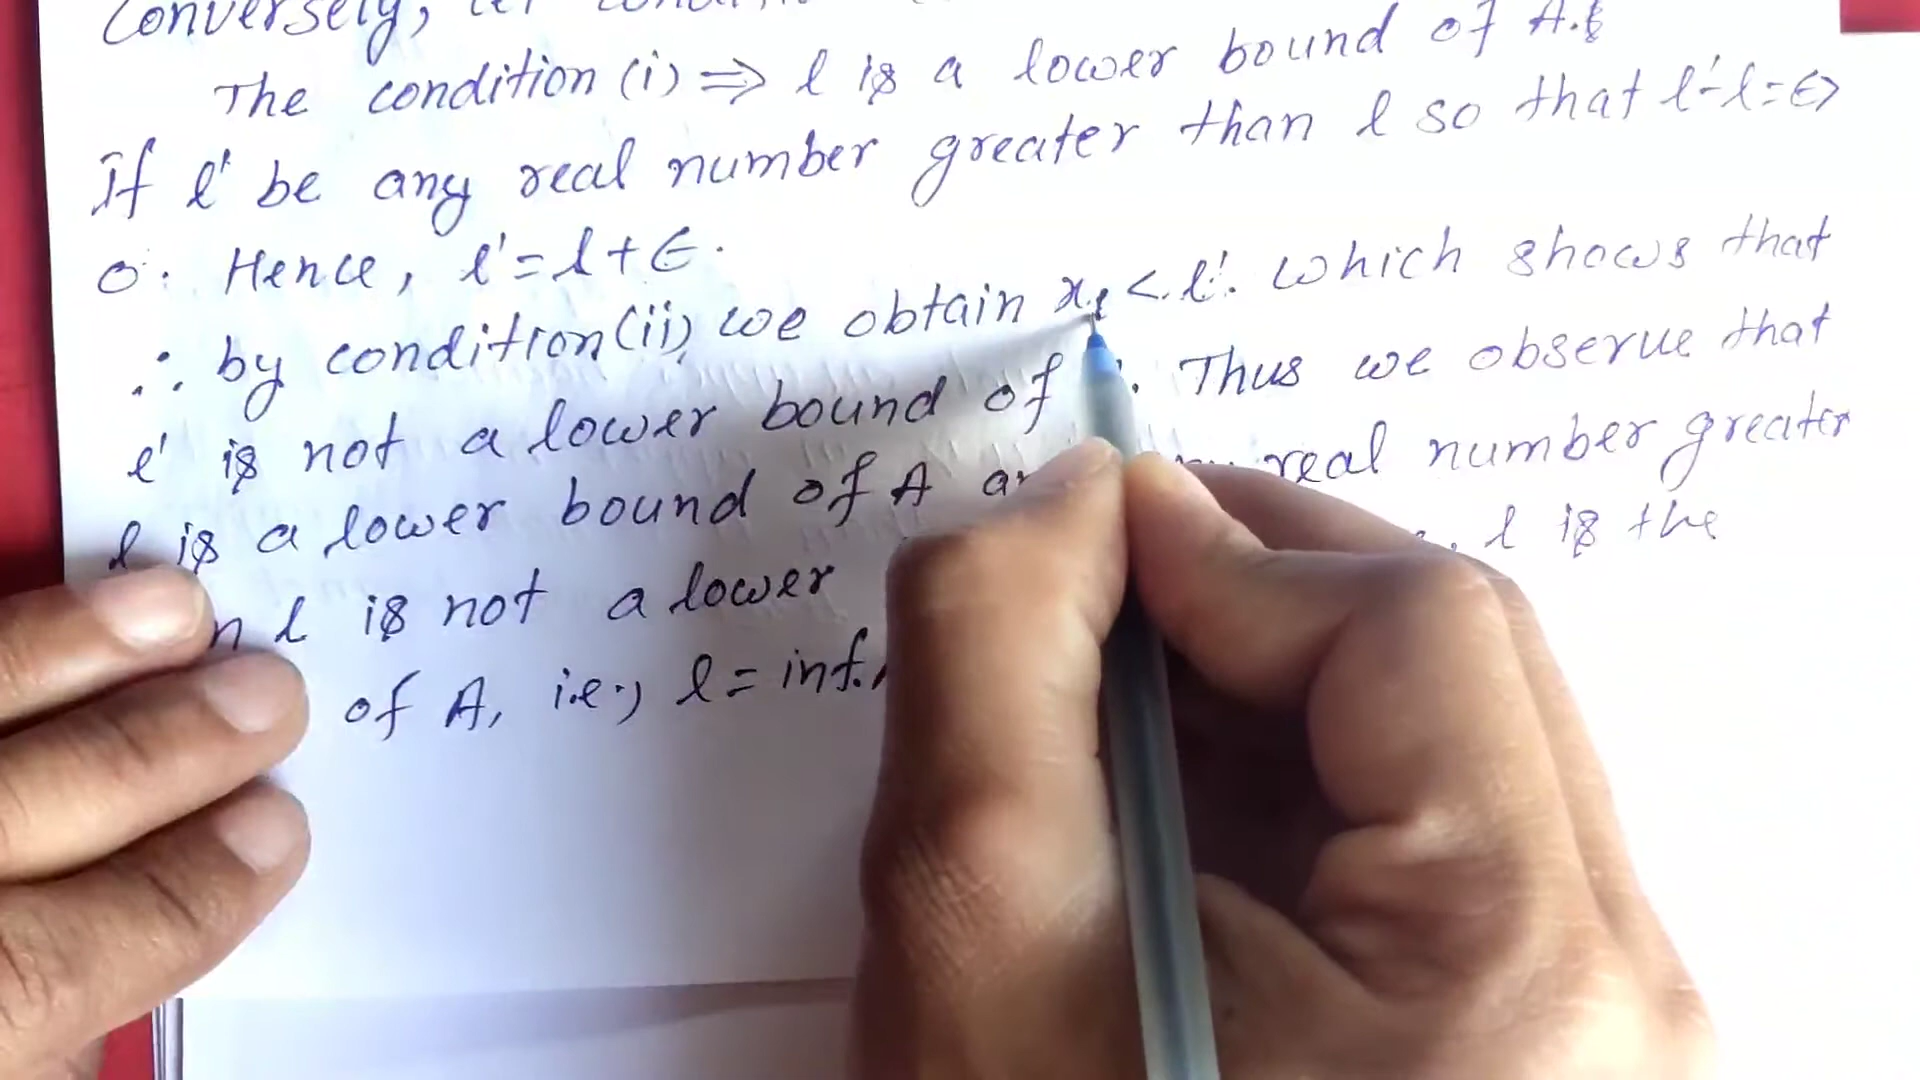 Conversely, let
The condition (i) ⇒ l is a lower bound of A.
If l' be any real number greater than l so that l'-l=ϵ>
0. Hence, l'=l+ϵ.
∴ by condition (ii), we obtain x₁ < l'. which shows that
l' is not a lower bound of . Thus we observe that
l is a lower bound of A real number greater
l is not a lower l is the
of A, i.e., l = inf.